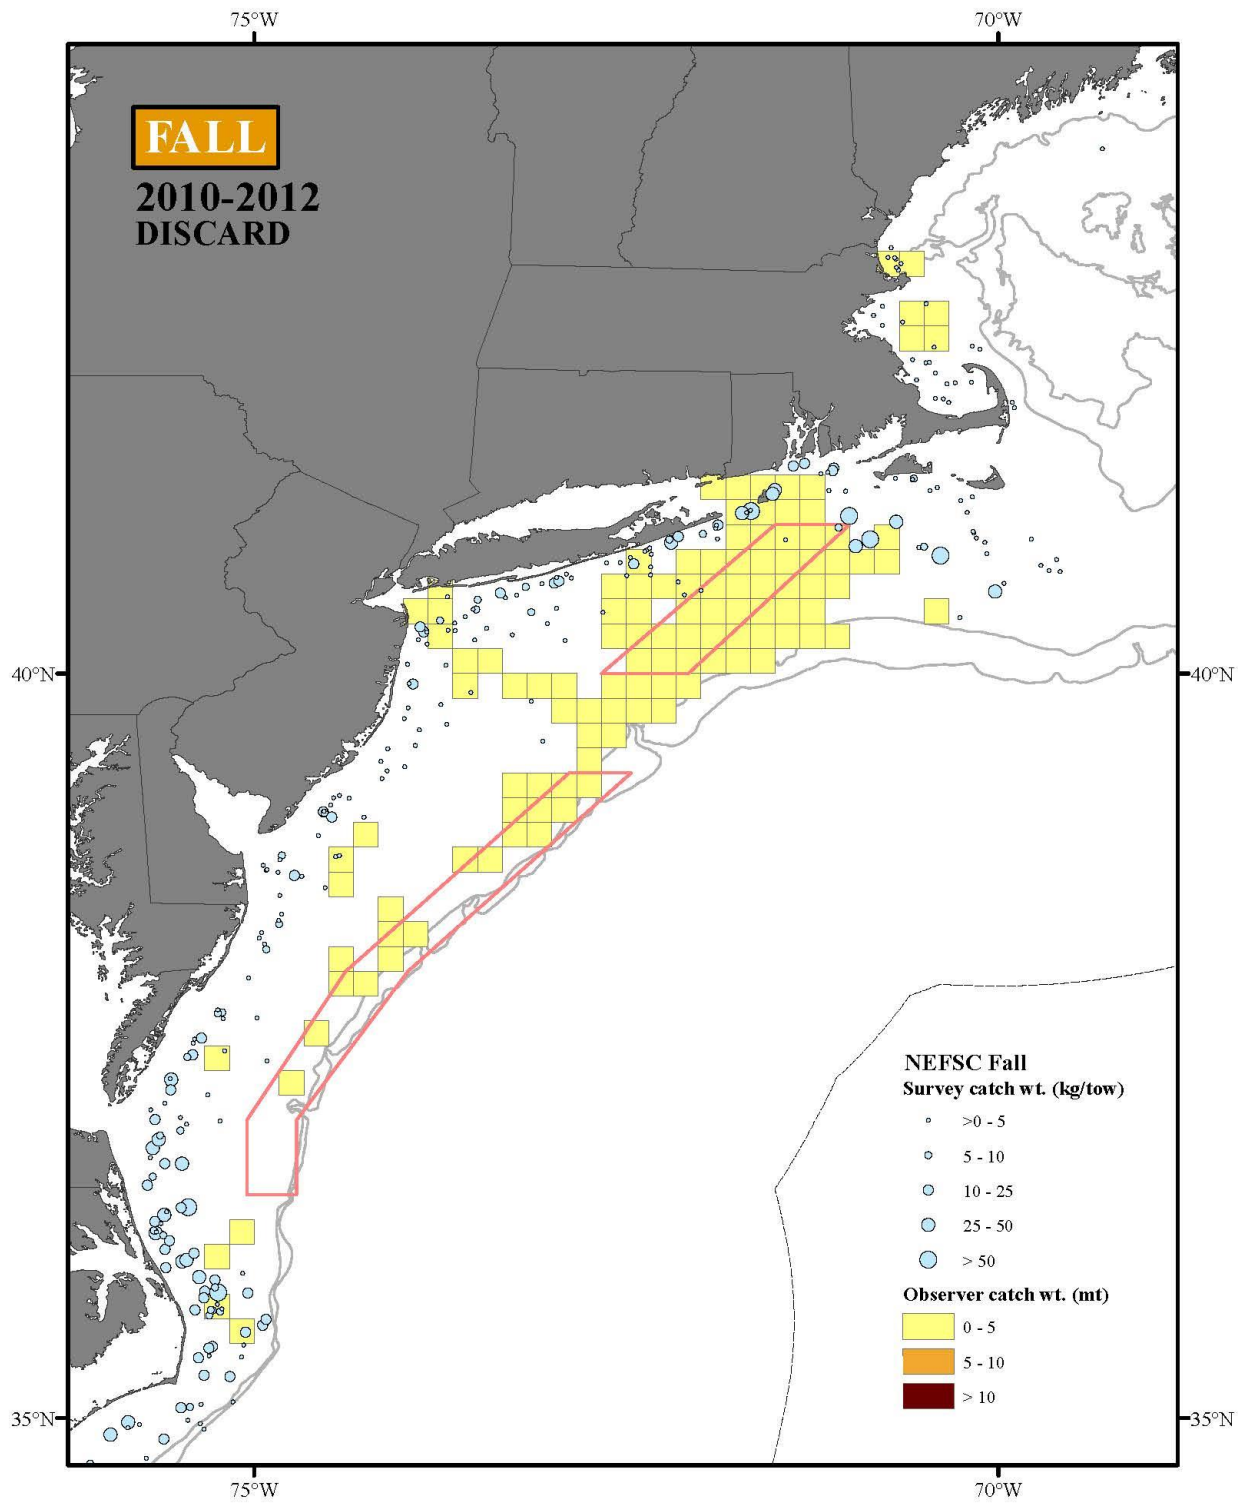 75°W
70°W
FALL
2010-2012
DISCARD
40°N
40°N
NEFSC Fall
Survey catch wt. (kg/tow)
>0 - 5
5 - 10
10 - 25
25 - 50
> 50
Observer catch wt. (mt)
0 - 5
5 - 10
> 10
35°N
35°N
75°W
70°W